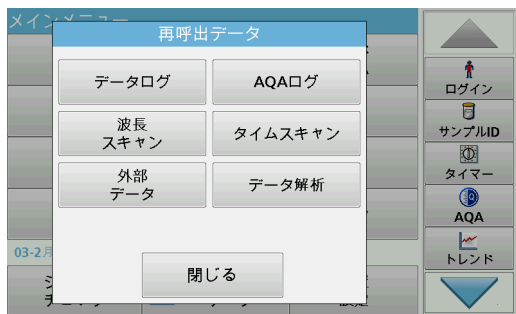 メインメニュー
再呼出データ
データログ
AQAログ
波長
スキャン
タイムスキャン
外部
データ
データ解析
閉じる
03-2月
ログイン
サンプルID
タイマー
AQA
トレンド